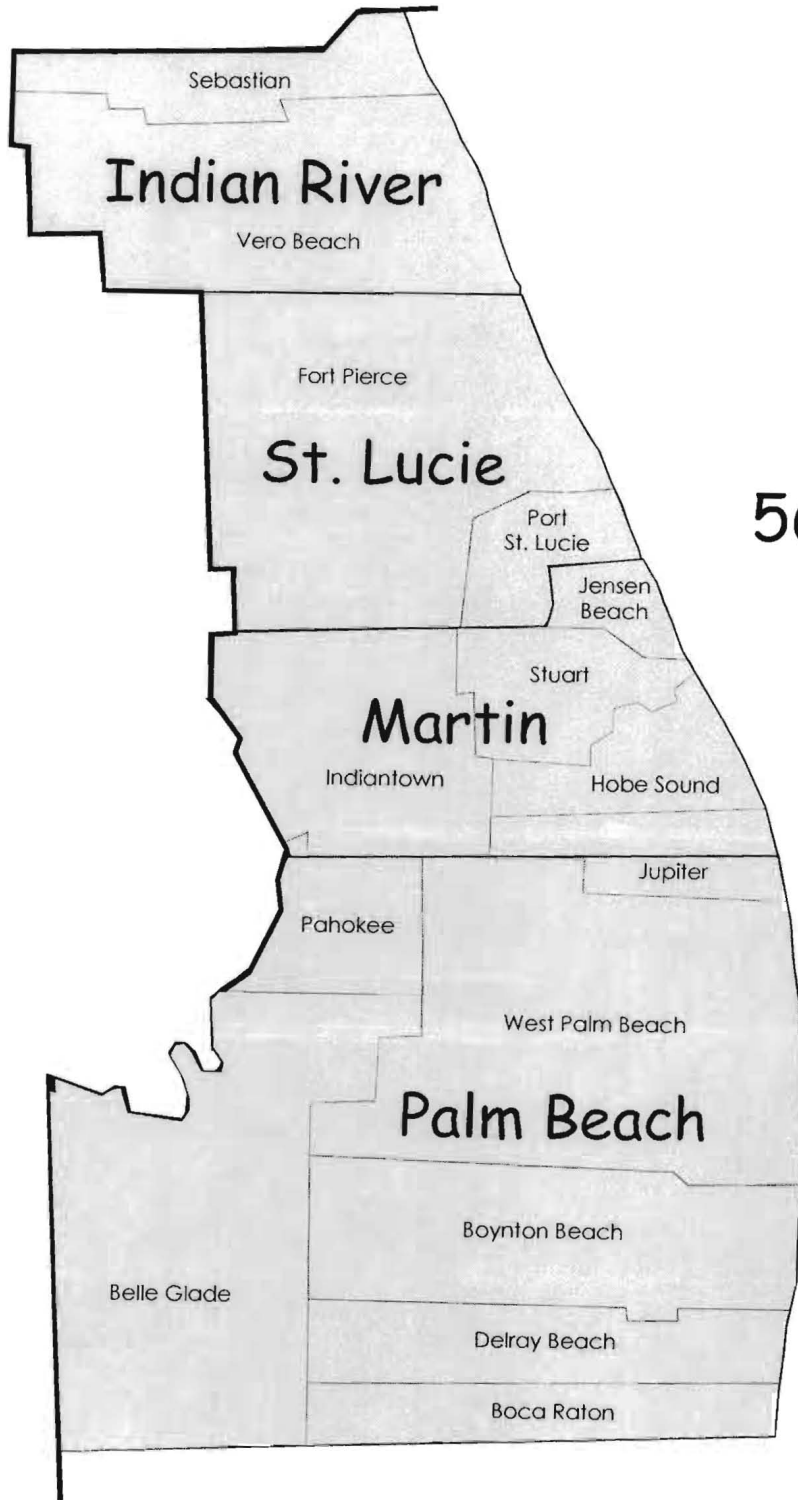 Sebastian
Indian River
Vero Beach
Fort Pierce
St. Lucie
Port
St. Lucie
Jensen
Beach
Stuart
Martin
Indiantown
Hobe Sound
Jupiter
Pahokee
West Palm Beach
Palm Beach
Boynton Beach
Belle Glade
Delray Beach
Boca Raton